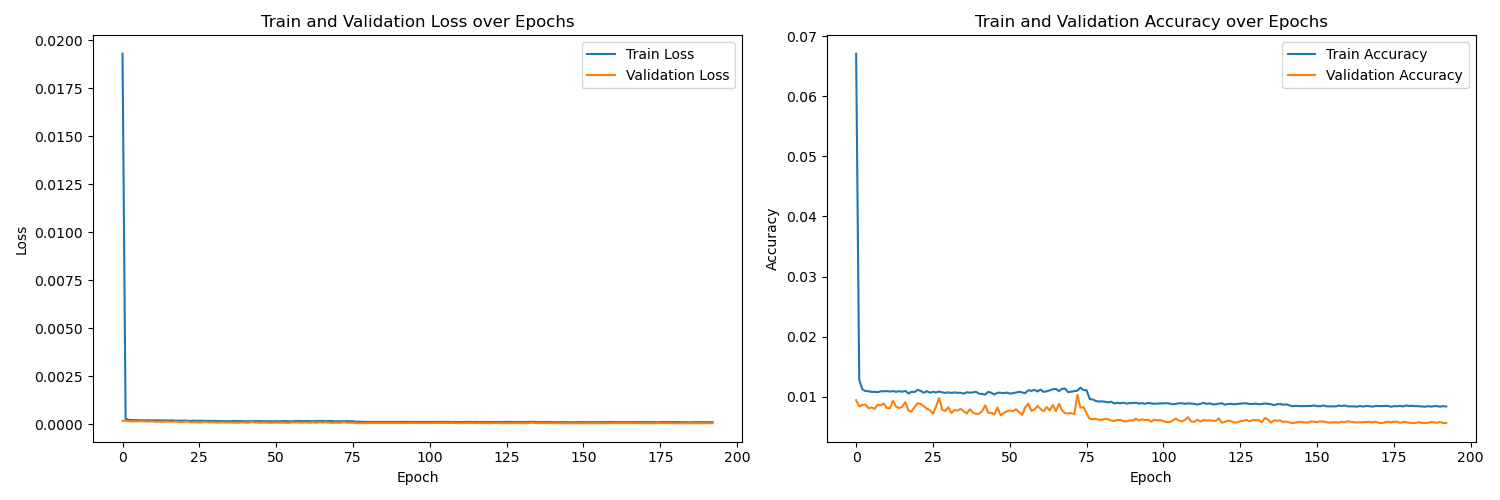 Train and Validation Loss over Epochs
0.0200
0.0175
0.0150
0.0125
0.0100
0.0075
0.0050
0.0025
0.0000
Loss
Train Loss
Validation Loss
0 25 50 75 100 125 150 175 200
Epoch
Train and Validation Accuracy over Epochs
0.07
0.06
0.05
0.04
0.03
0.02
0.01
Accuracy
Train Accuracy
Validation Accuracy
0 25 50 75 100 125 150 175 200
Epoch